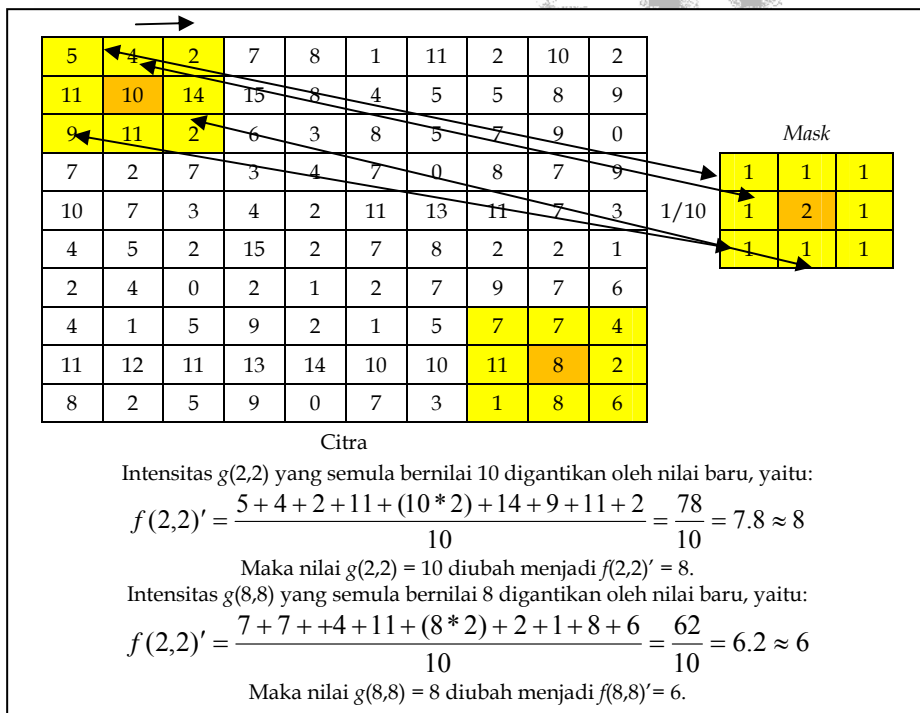 5 4 2 7 8 1 11 2 10 2
11 10 14 15 8 4 5 5 8 9
9 11 2 6 3 8 5 7 9 0
Mask
7 2 7 3 4 7 0 8 7 9
1 1 1
10 7 3 4 2 11 13 11 7 3
1/10 1 2 1
4 5 2 15 2 7 8 2 2 1
1 1 1
2 4 0 2 1 2 7 9 7 6
4 1 5 9 2 1 5 7 7 4
11 12 11 13 14 10 10 11 8 2
8 2 5 9 0 7 3 1 8 6
Citra
Intensitas g(2,2) yang semula bernilai 10 digantikan oleh nilai baru, yaitu:
f(2,2)′ = (5 + 4 + 2 + 11 + (10 * 2) + 14 + 9 + 11 + 2)/10 = 78/10 = 7.8 ≈ 8
Maka nilai g(2,2) = 10 diubah menjadi f(2,2)′ = 8.
Intensitas g(8,8) yang semula bernilai 8 digantikan oleh nilai baru, yaitu:
f(2,2)′ = (7 + 7 + +4 + 11 + (8 * 2) + 2 + 1 + 8 + 6)/10 = 62/10 = 6.2 ≈ 6
Maka nilai g(8,8) = 8 diubah menjadi f(8,8)′= 6.